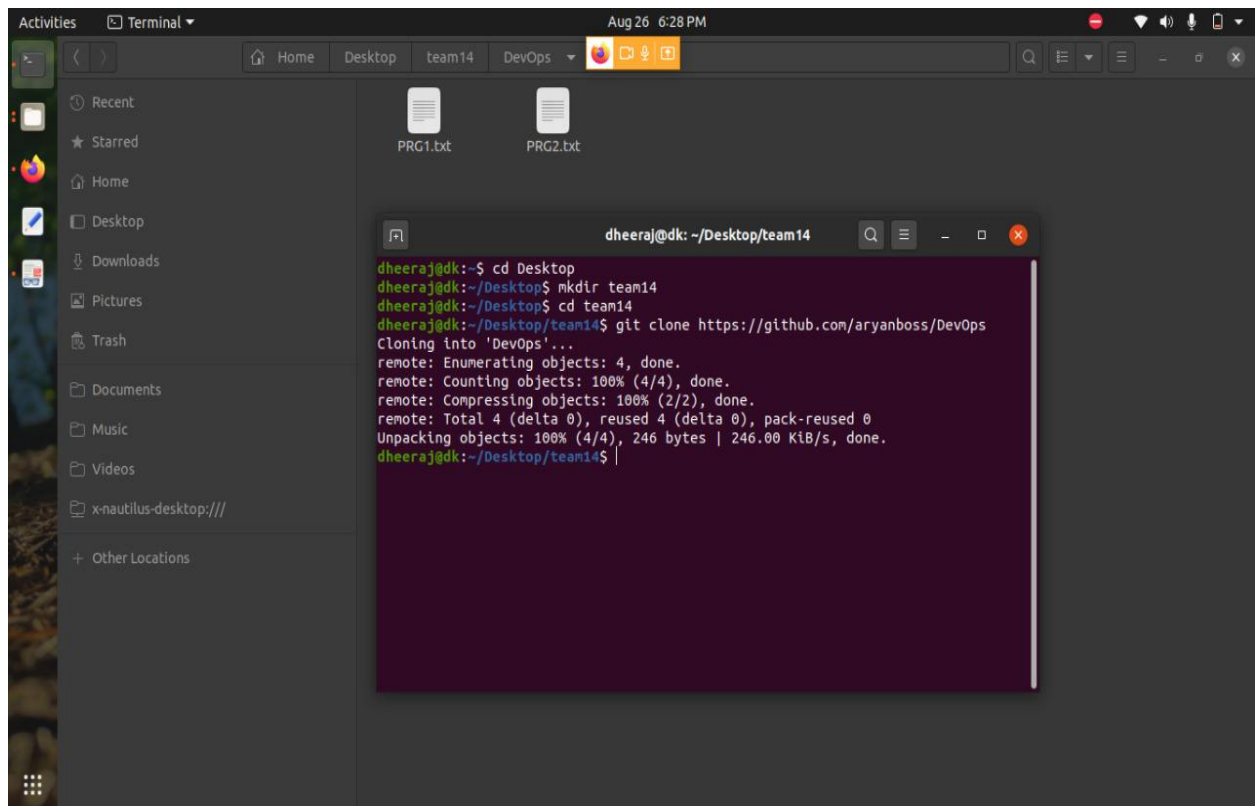 Activities
Terminal
Aug 26 6:28 PM
Home
Desktop
team14
DevOps
Recent
Starred
Home
Desktop
Downloads
Pictures
Trash
Documents
Music
Videos
x-nautilus-desktop:///
+ Other Locations
PRG1.txt
PRG2.txt
dheeraj@dk: ~/Desktop/team14
dheeraj@dk:~$ cd Desktop
dheeraj@dk:~/Desktop$ mkdir team14
dheeraj@dk:~/Desktop$ cd team14
dheeraj@dk:~/Desktop/team14$ git clone https://github.com/aryanboss/DevOps
Cloning into 'DevOps'...
remote: Enumerating objects: 4, done.
remote: Counting objects: 100% (4/4), done.
remote: Compressing objects: 100% (2/2), done.
remote: Total 4 (delta 0), reused 4 (delta 0), pack-reused 0
Unpacking objects: 100% (4/4), 246 bytes | 246.00 KiB/s, done.
dheeraj@dk:~/Desktop/team14$